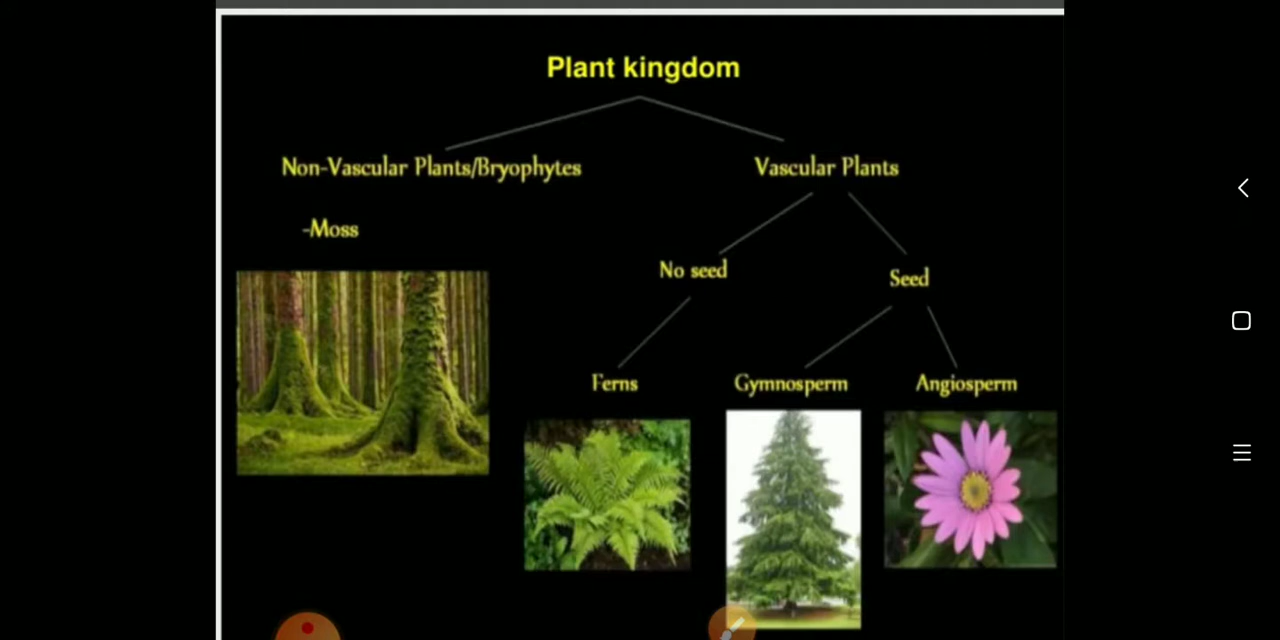 Plant kingdom
Non-Vascular Plants/Bryophytes
Vascular Plants
-Moss
No seed
Seed
Ferns
Gymnosperm
Angiosperm